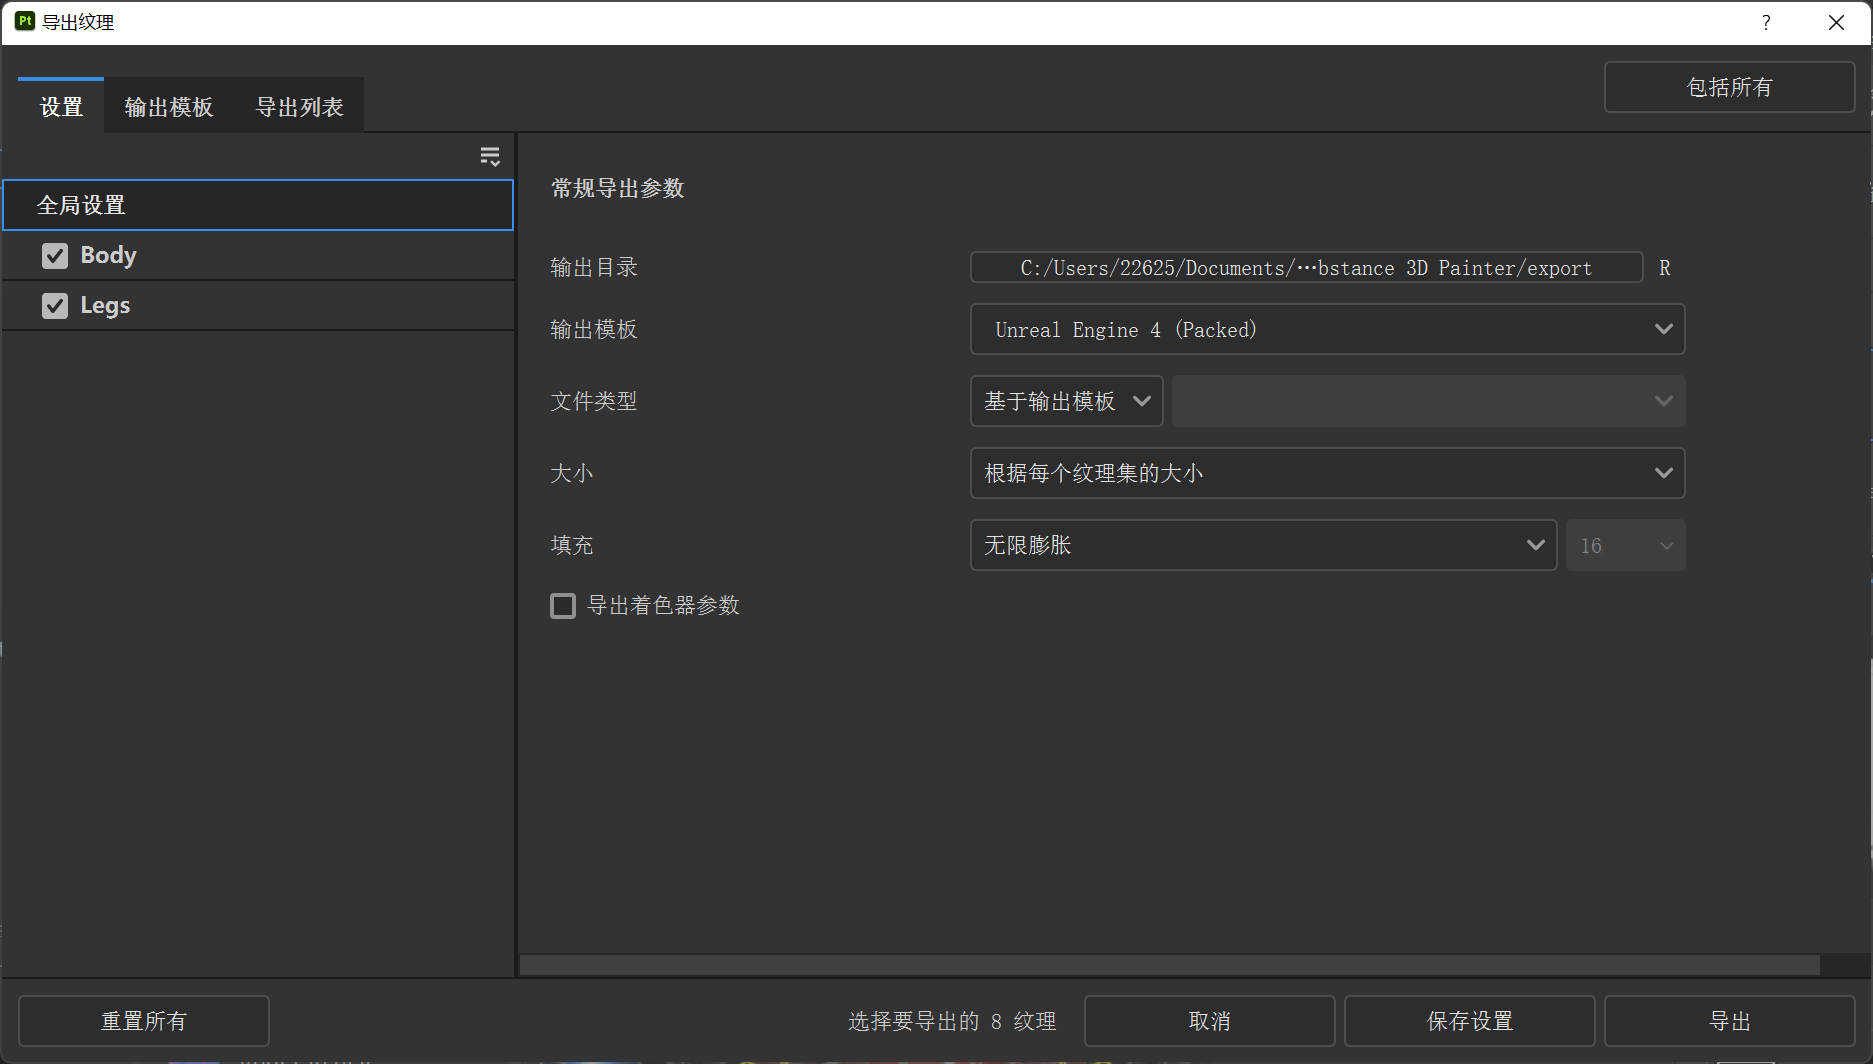 Pt 导出纹理 ?
设置 输出模板 导出列表 包括所有
全局设置
Body
Legs
常规导出参数
输出目录 C:/Users/22625/Documents/…bstance 3D Painter/export R
输出模板 Unreal Engine 4 (Packed)
文件类型 基于输出模板
大小 根据每个纹理集的大小
填充 无限膨胀 16
导出着色器参数
重置所有 选择要导出的 8 纹理 取消 保存设置 导出